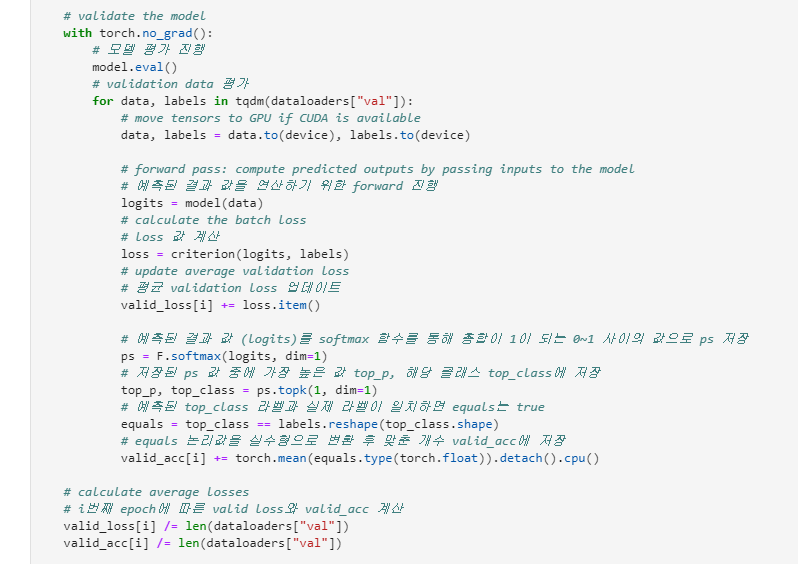 # validate the model
with torch.no_grad():
# 모델 평가 진행
model.eval()
# validation data 평가
for data, labels in tqdm(dataloaders["val"]):
# move tensors to GPU if CUDA is available
data, labels = data.to(device), labels.to(device)
# forward pass: compute predicted outputs by passing inputs to the model
# 예측된 결과 값을 연산하기 위한 forward 진행
logits = model(data)
# calculate the batch loss
# loss 값 계산
loss = criterion(logits, labels)
# update average validation loss
# 평균 validation loss 업데이트
valid_loss[i] += loss.item()
# 예측된 결과 값 (logits)를 softmax 함수를 통해 총합이 1이 되는 0~1 사이의 값으로 ps 저장
ps = F.softmax(logits, dim=1)
# 저장된 ps 값 중에 가장 높은 값 top_p, 해당 클래스 top_class에 저장
top_p, top_class = ps.topk(1, dim=1)
# 예측된 top_class 라벨과 실제 라벨이 일치하면 equals는 true
equals = top_class == labels.reshape(top_class.shape)
# equals 논리값을 실수형으로 변환 후 맞춘 개수 valid_acc에 저장
valid_acc[i] += torch.mean(equals.type(torch.float)).detach().cpu()
# calculate average losses
# i번째 epoch에 따른 valid loss와 valid_acc 계산
valid_loss[i] /= len(dataloaders["val"])
valid_acc[i] /= len(dataloaders["val"])